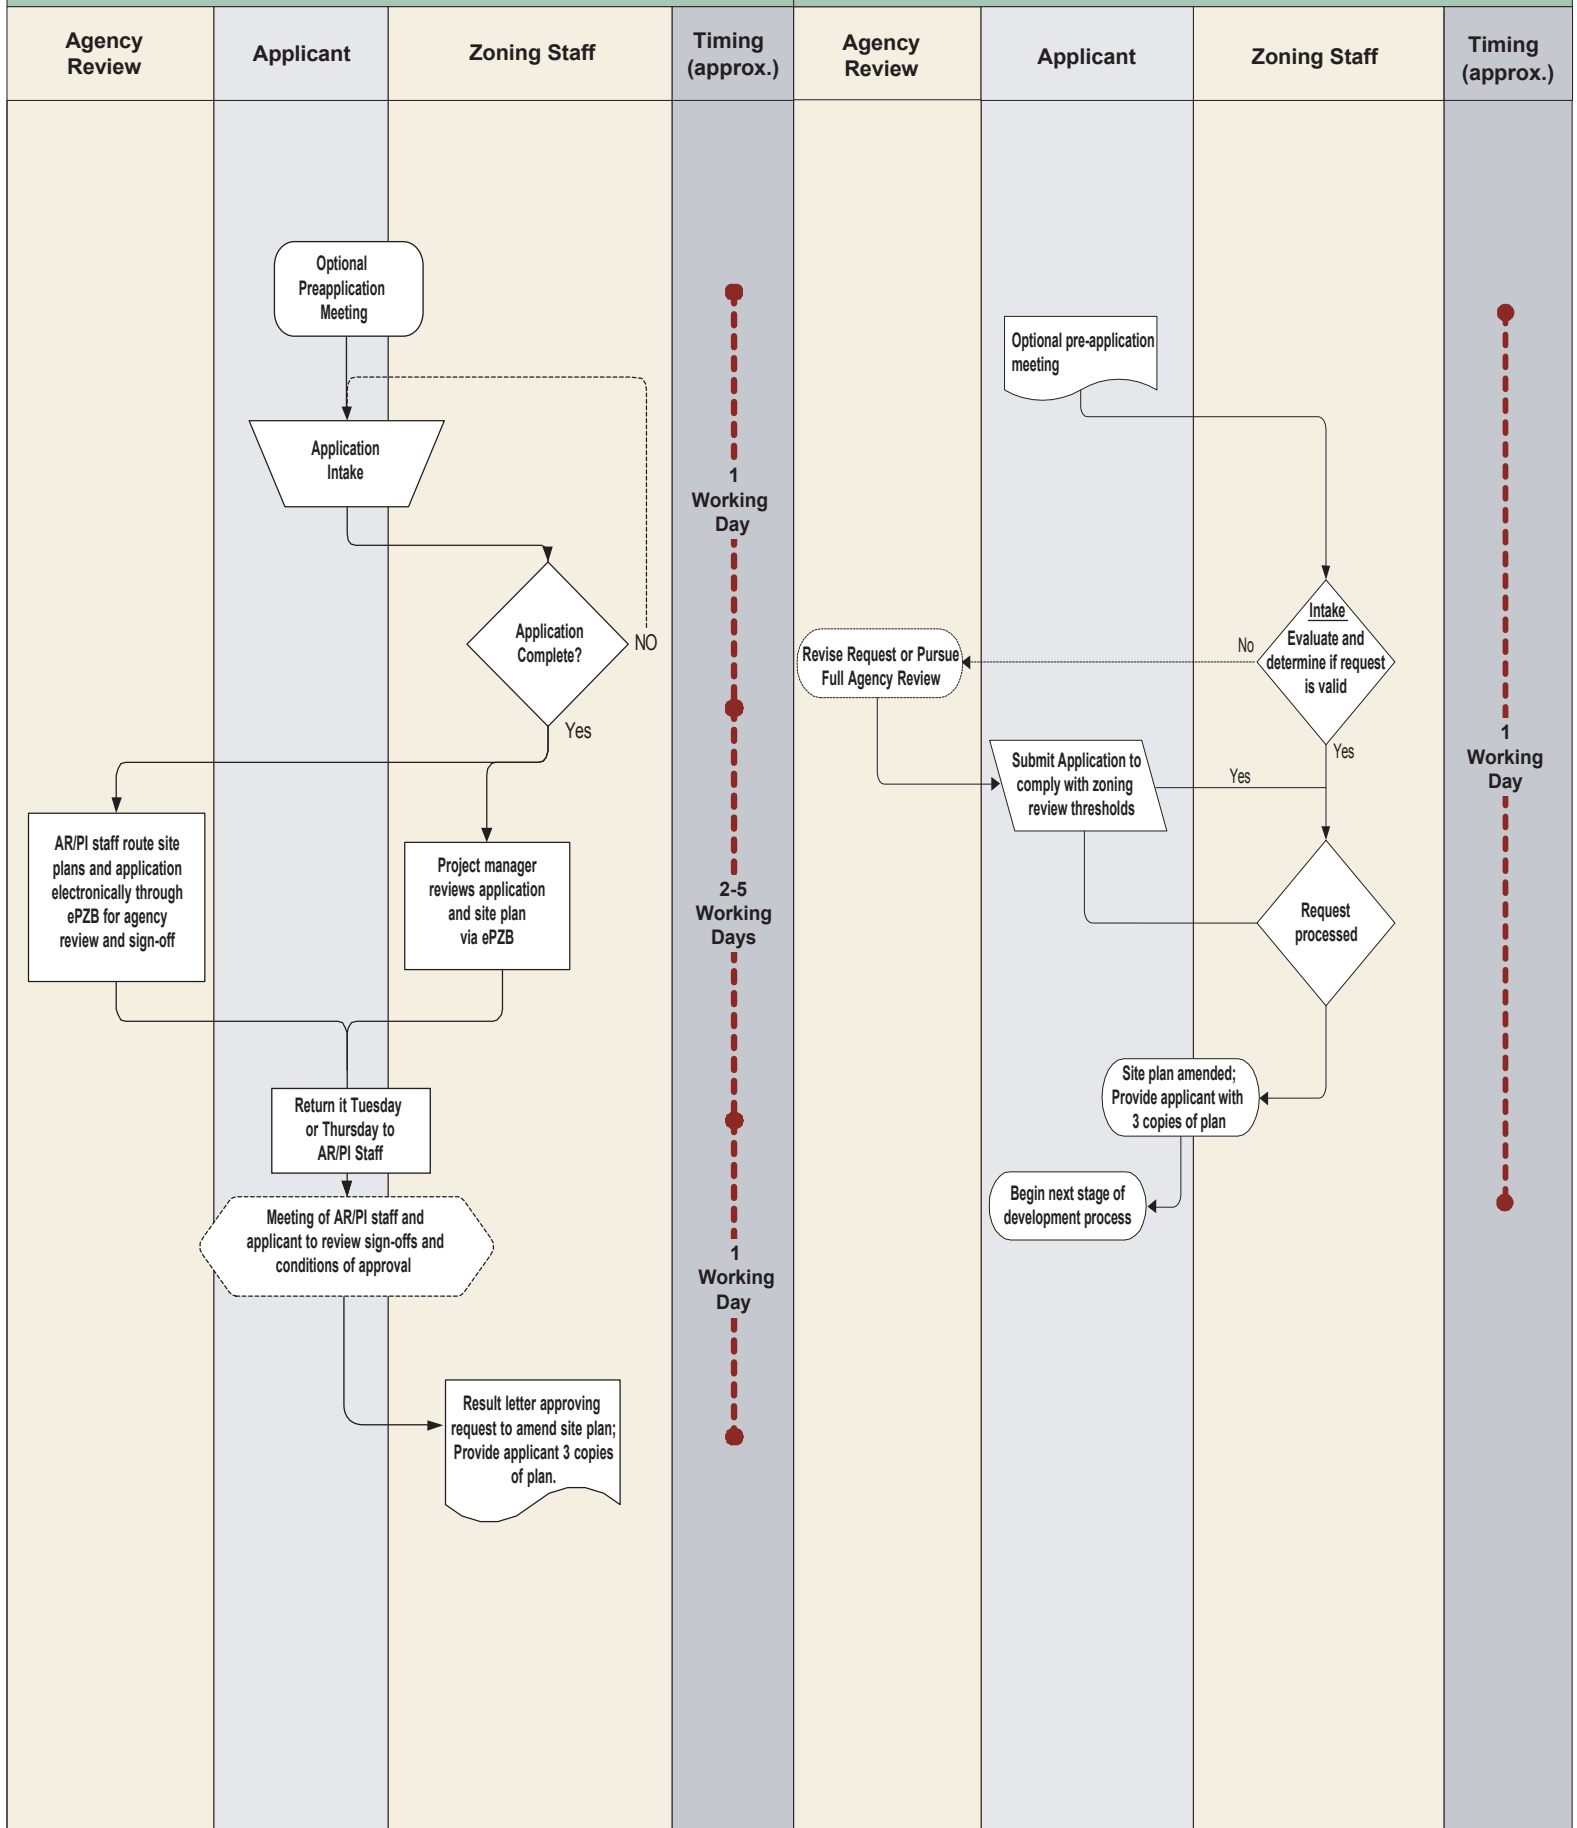 Agency
Review
Applicant
Zoning Staff
Timing
(approx.)
Agency
Review
Applicant
Zoning Staff
Timing
(approx.)
Optional
Preapplication
Meeting
Application
Intake
Application
Complete?
NO
Yes
AR/PI staff route site
plans and application
electronically through
ePZB for agency
review and sign-off
Project manager
reviews application
and site plan
via ePZB
Return it Tuesday
or Thursday to
AR/PI Staff
Meeting of AR/PI staff and
applicant to review sign-offs and
conditions of approval
Result letter approving
request to amend site plan;
Provide applicant 3 copies
of plan.
1
Working
Day
2-5
Working
Days
1
Working
Day
Optional pre-application
meeting
Intake
Evaluate and
determine if request
is valid
No
Yes
Revise Request or Pursue
Full Agency Review
Submit Application to
comply with zoning
review thresholds
Yes
Request
processed
Site plan amended;
Provide applicant with
3 copies of plan
Begin next stage of
development process
1
Working
Day